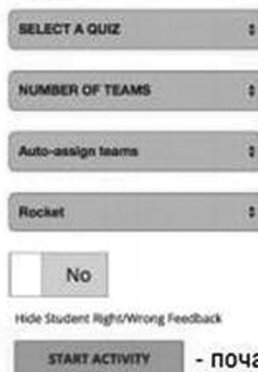 SELECT A QUIZ
NUMBER OF TEAMS
Auto-assign teams
Rocket
No
Hide Student Right/Wrong Feedback
START ACTIVITY - поча